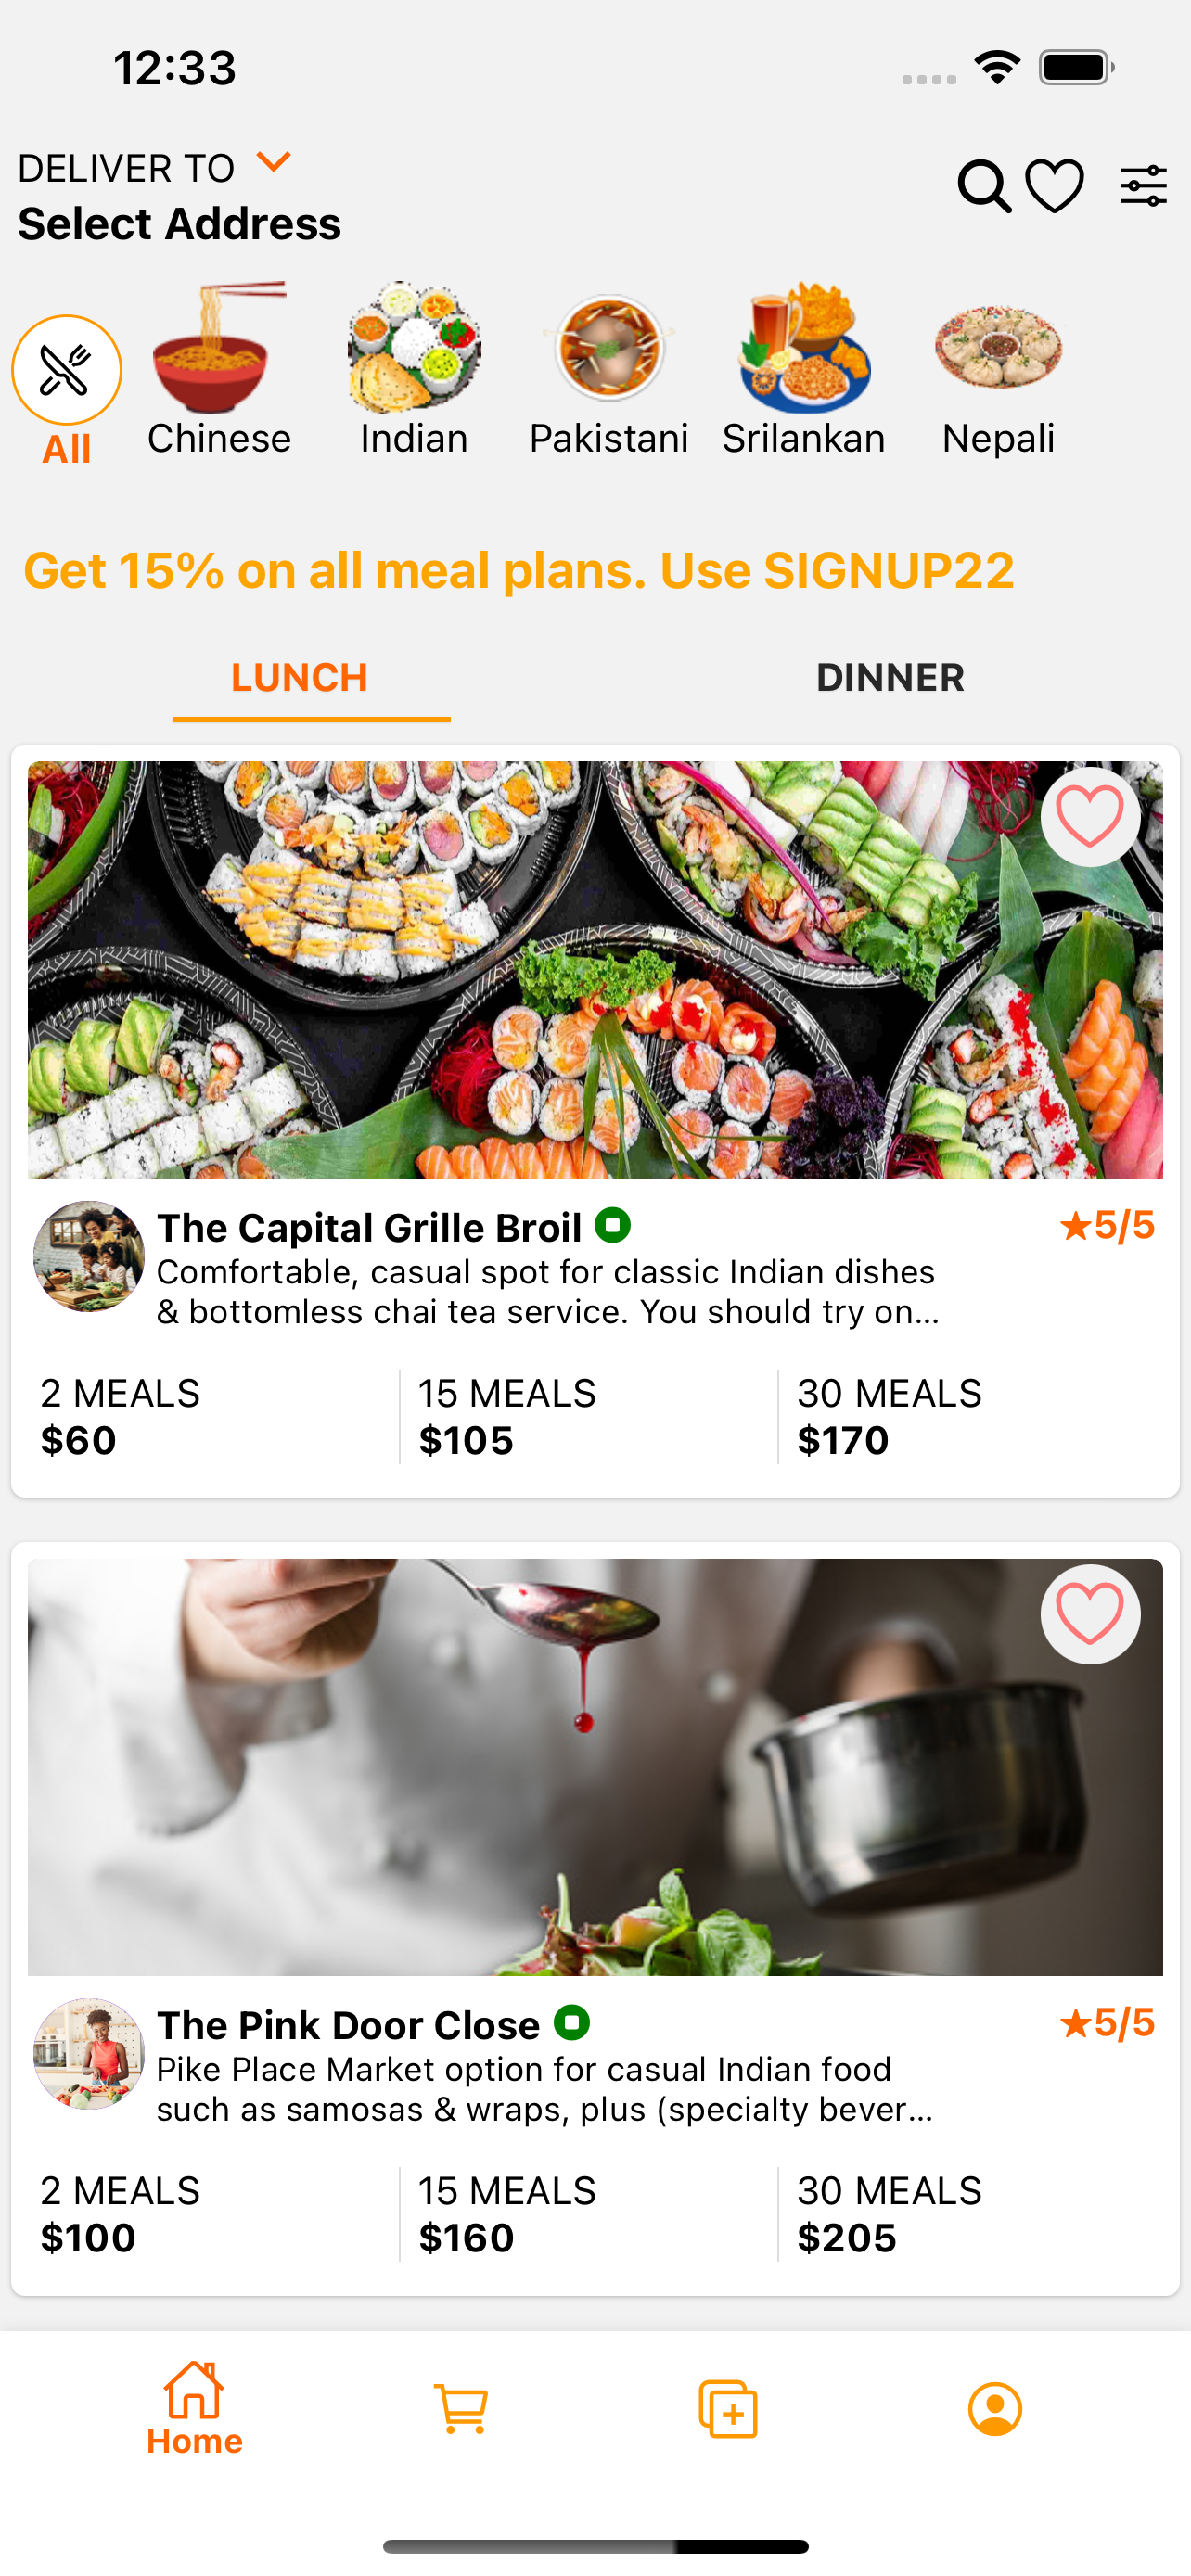 12:33
DELIVER TO
Select Address
All
Chinese
Indian
Pakistani
Srilankan
Nepali
Get 15% on all meal plans. Use SIGNUP22
LUNCH
DINNER
The Capital Grille Broil
5/5
Comfortable, casual spot for classic Indian dishes
& bottomless chai tea service. You should try on...
2 MEALS
$60
15 MEALS
$105
30 MEALS
$170
The Pink Door Close
5/5
Pike Place Market option for casual Indian food
such as samosas & wraps, plus (specialty bever...
2 MEALS
$100
15 MEALS
$160
30 MEALS
$205
Home